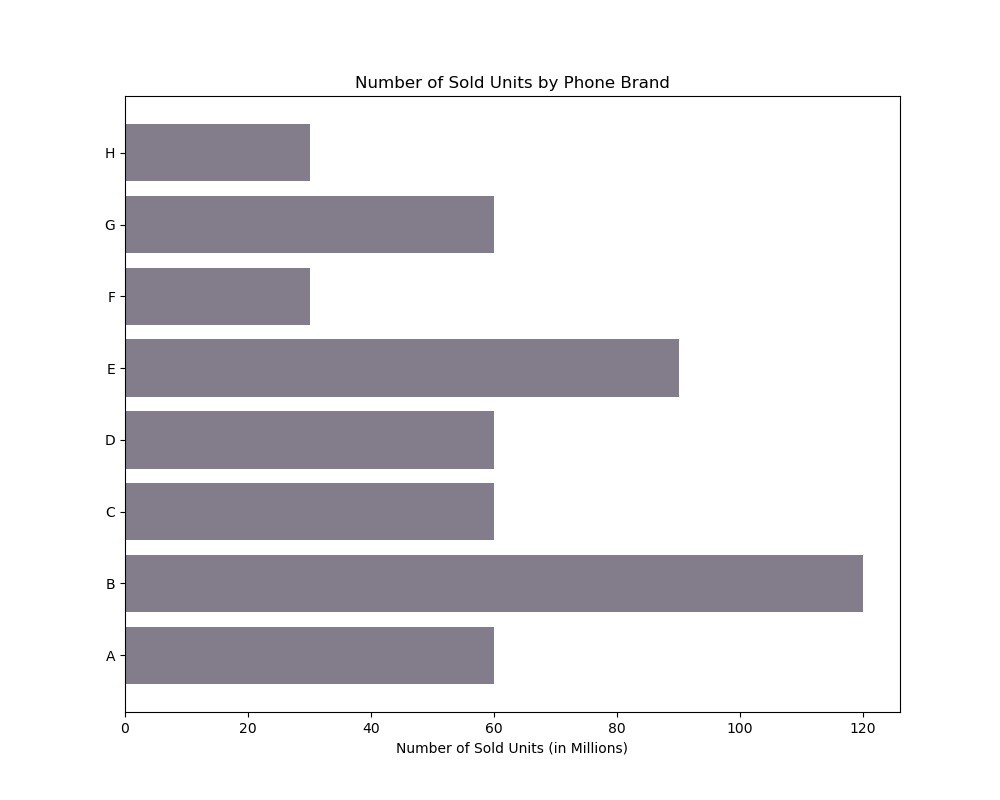 Number of Sold Units by Phone Brand
H
G
F
E
D
C
B
A
0 20 40 60 80 100 120
Number of Sold Units (in Millions)